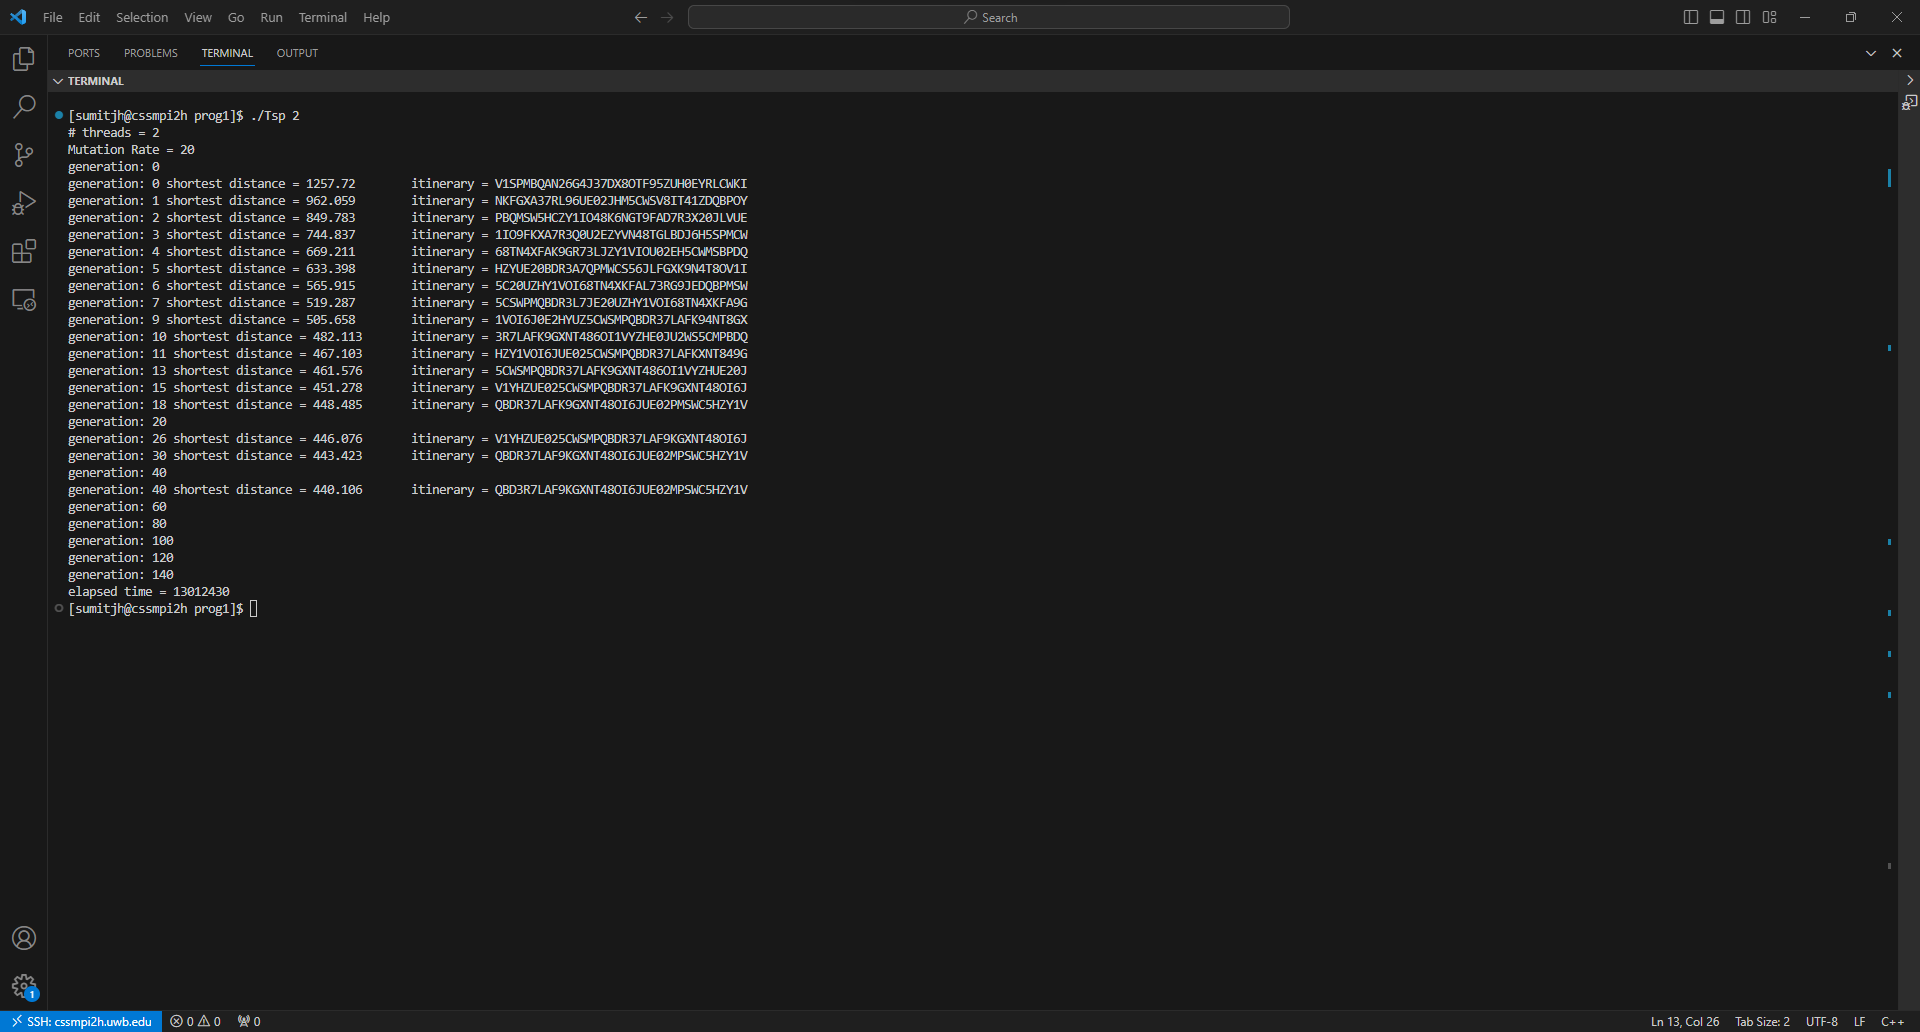 File Edit Selection View Go Run Terminal Help
Search
PORTS PROBLEMS TERMINAL OUTPUT
TERMINAL
[sumitjh@cssmpi2h prog1]$ ./Tsp 2
# threads = 2
Mutation Rate = 20
generation: 0
generation: 0 shortest distance = 1257.72 itinerary = V1SPMBQAN26G4J37DX8OTF95ZUH0EYRLCWKI
generation: 1 shortest distance = 962.059 itinerary = NKFGXA37RL96UE02JHM5CWSV8IT41ZDQBPOY
generation: 2 shortest distance = 849.783 itinerary = PBQMSW5HCZY1IO48K6NGT9FAD7R3X20JLVUE
generation: 3 shortest distance = 744.837 itinerary = 1IO9FKXA7R3Q0U2EZYVN48TGLBDJ6H5SPMCW
generation: 4 shortest distance = 669.211 itinerary = 68TN4XFAK9GR73LJZY1VIOU02EH5CWMSBPDQ
generation: 5 shortest distance = 633.398 itinerary = HZYUE20BDR3A7QPMWCS56JLFGXK9N4T8OV1I
generation: 6 shortest distance = 565.915 itinerary = 5C20UZHY1VOI68TN4XKFAL73RG9JEDQBPMSW
generation: 7 shortest distance = 519.287 itinerary = 5CSWPMQBDR3L7JE20UZHY1VOI68TN4XKFA9G
generation: 9 shortest distance = 505.658 itinerary = 1VOI6J0E2HYUZ5CWSMPQBDR37LAFK94NT8GX
generation: 10 shortest distance = 482.113 itinerary = 3R7LAFK9GXNT486OI1VYZHE0JU2WS5CMPBDQ
generation: 11 shortest distance = 467.103 itinerary = HZY1VOI6JUE025CWSMPQBDR37LAFKXNT849G
generation: 13 shortest distance = 461.576 itinerary = 5CWSMPQBDR37LAFK9GXNT486OI1VYZHUE20J
generation: 15 shortest distance = 451.278 itinerary = V1YHZUE025CWSMPQBDR37LAFK9GXNT48OI6J
generation: 18 shortest distance = 448.485 itinerary = QBDR37LAFK9GXNT48OI6JUE02PMSWC5HZY1V
generation: 20
generation: 26 shortest distance = 446.076 itinerary = V1YHZUE025CWSMPQBDR37LAF9KGXNT48OI6J
generation: 30 shortest distance = 443.423 itinerary = QBDR37LAF9KGXNT48OI6JUE02MPSWC5HZY1V
generation: 40
generation: 40 shortest distance = 440.106 itinerary = QBD3R7LAF9KGXNT48OI6JUE02MPSWC5HZY1V
generation: 60
generation: 80
generation: 100
generation: 120
generation: 140
elapsed time = 13012430
[sumitjh@cssmpi2h prog1]$
1
SSH: cssmpi2h.uwb.edu 0 0 0 Ln 13, Col 26 Tab Size: 2 UTF-8 LF C++